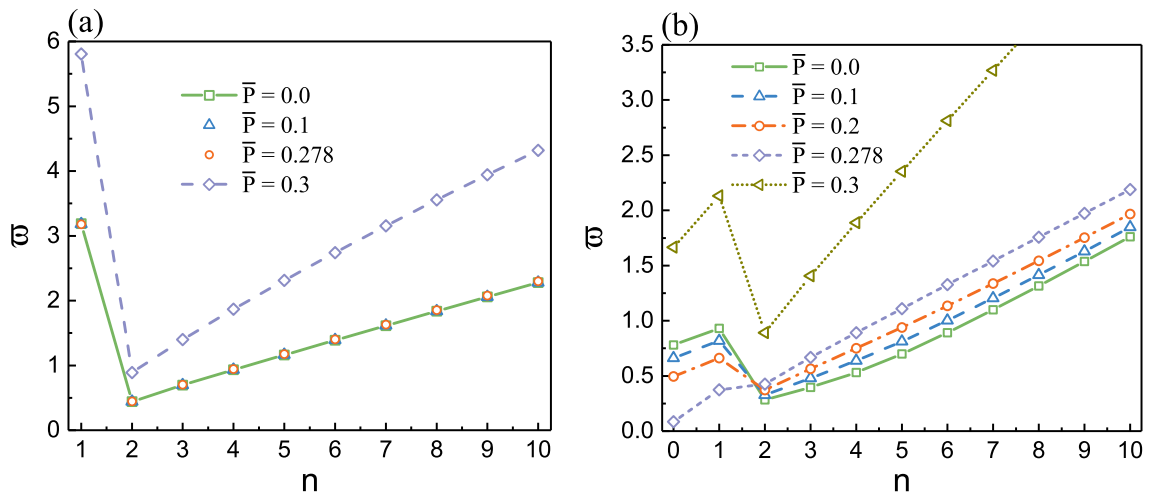 (a)
6
5
4
3
2
1
0
ϖ
P̅ = 0.0
P̅ = 0.1
P̅ = 0.278
P̅ = 0.3
1 2 3 4 5 6 7 8 9 10
n
(b)
3.5
3.0
2.5
2.0
1.5
1.0
0.5
0.0
ϖ
P̅ = 0.0
P̅ = 0.1
P̅ = 0.2
P̅ = 0.278
P̅ = 0.3
0 1 2 3 4 5 6 7 8 9 10
n